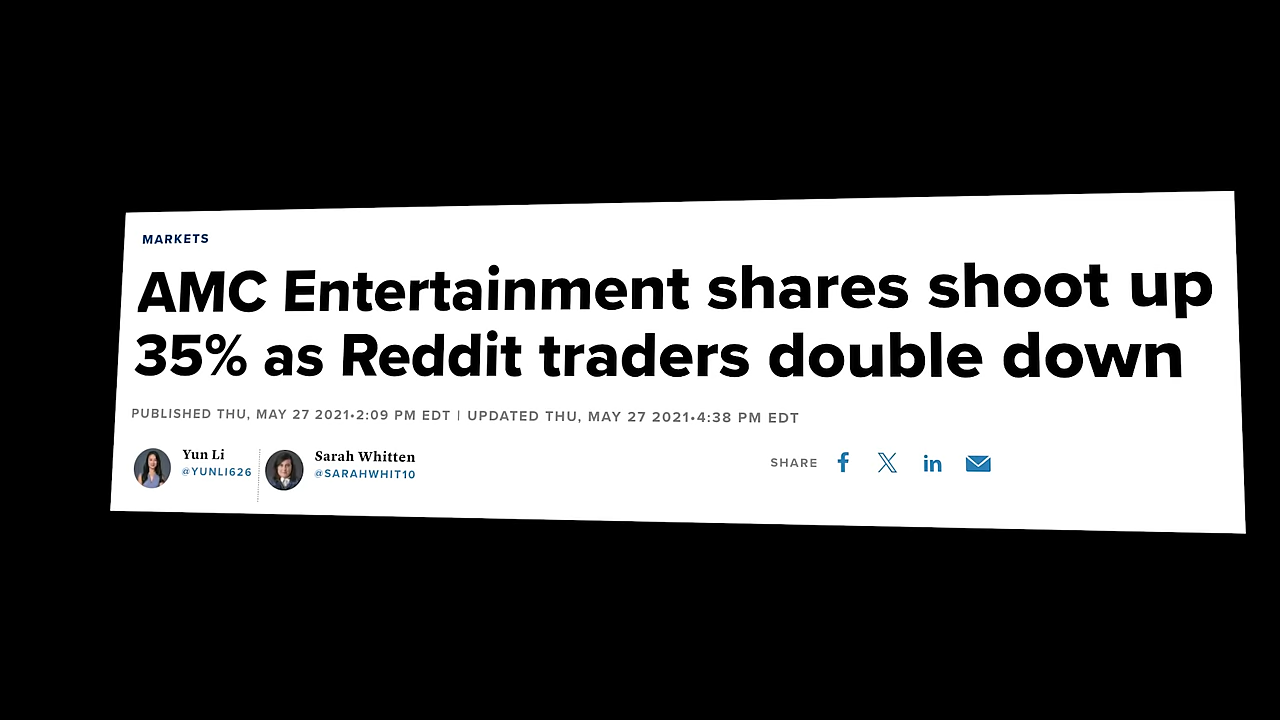 MARKETS
AMC Entertainment shares shoot up
35% as Reddit traders double down
PUBLISHED THU, MAY 27 2021•2:09 PM EDT | UPDATED THU, MAY 27 2021•4:38 PM EDT
Yun Li
@YUNLI626
Sarah Whitten
@SARAHWHIT10
SHARE